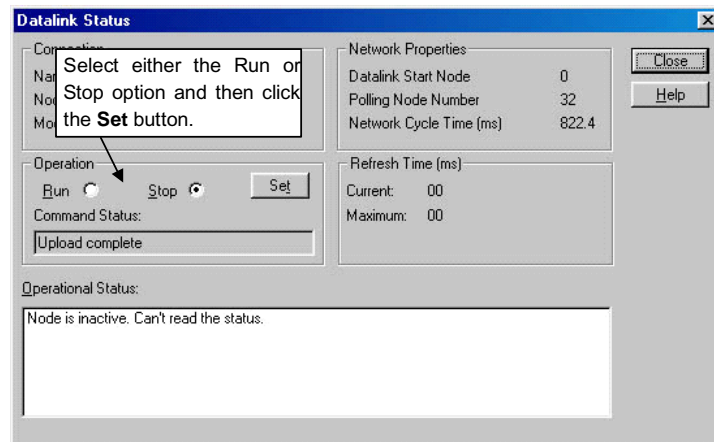 Datalink Status
Select either the Run or
Stop option and then click
the Set button.
Network Properties
Datalink Start Node 0
Polling Node Number 32
Network Cycle Time (ms) 822.4
Close
Help
Operation
Run Stop Set
Command Status:
Upload complete
Refresh Time (ms)
Current: 00
Maximum: 00
Operational Status:
Node is inactive. Can't read the status.